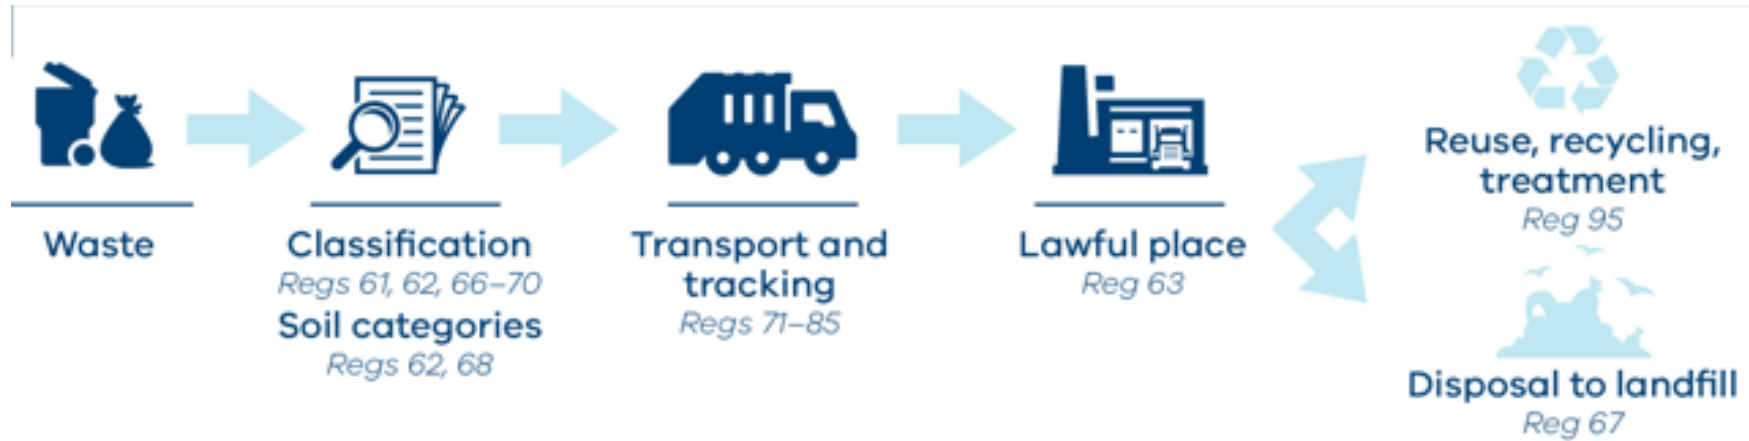 Waste
Classification
Regs 61, 62, 66–70
Soil categories
Regs 62, 68
Transport and
tracking
Regs 71–85
Lawful place
Reg 63
Reuse, recycling,
treatment
Reg 95
Disposal to landfill
Reg 67